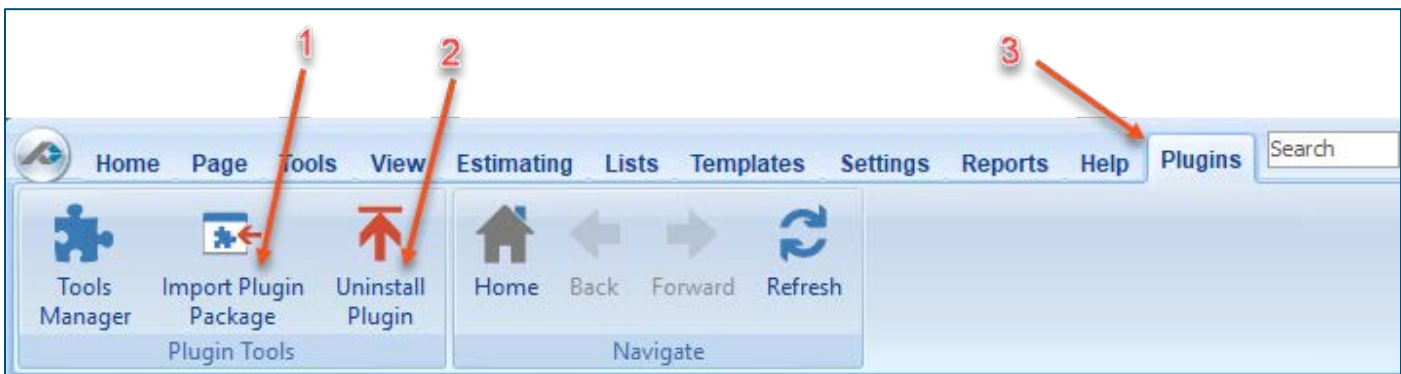 1 2 3
Home Page Tools View Estimating Lists Templates Settings Reports Help Plugins Search
Tools Manager
Import Plugin Package
Uninstall Plugin
Home Back Forward Refresh
Plugin Tools Navigate